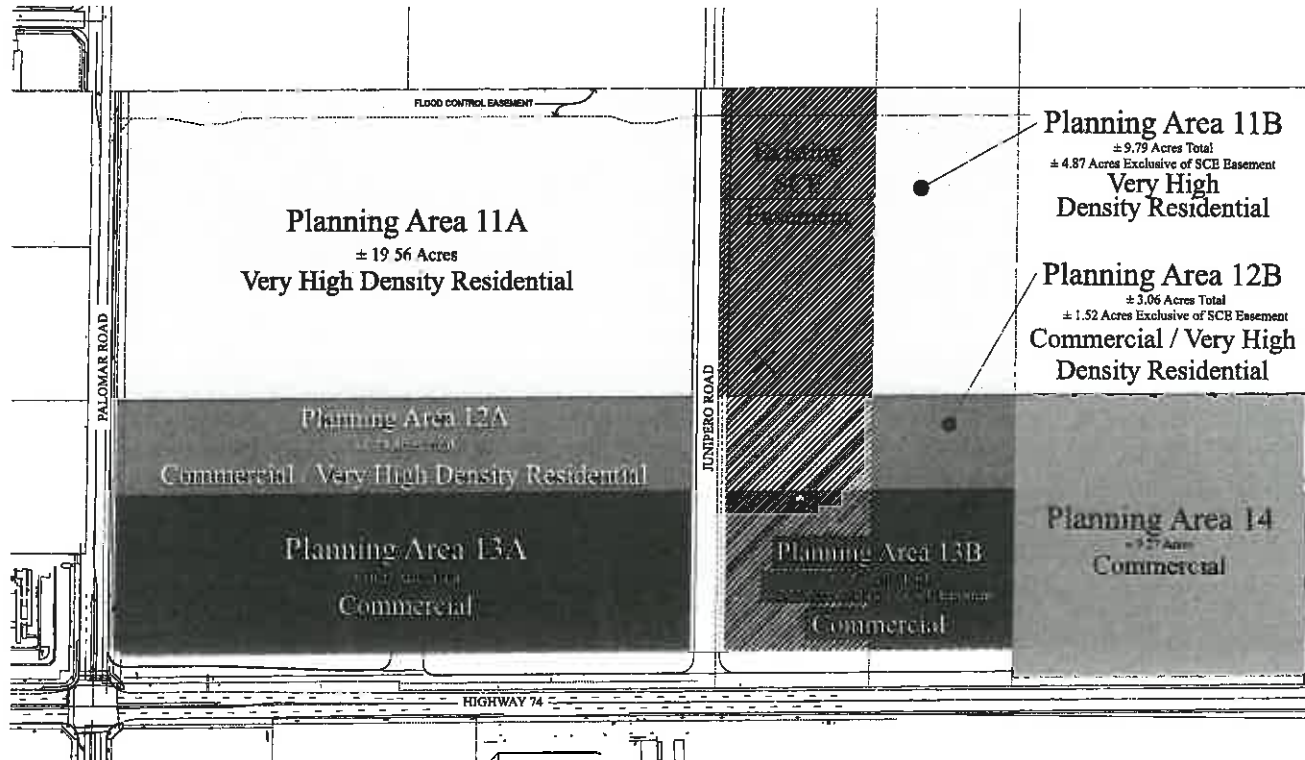 FLOOD CONTROL EASEMENT
Planning Area 11A
± 19 56 Acres
Very High Density Residential
Existing
SCE
Easement
Planning Area 11B
± 9.79 Acres Total
± 4.87 Acres Exclusive of SCE Easement
Very High
Density Residential
Planning Area 12B
± 3.06 Acres Total
± 1.52 Acres Exclusive of SCE Easement
Commercial / Very High
Density Residential
PALOMAR ROAD
JUNIPERO ROAD
Planning Area 12A
Commercial / Very High Density Residential
Planning Area 13A
Commercial
Planning Area 13B
Commercial
Planning Area 14
± 9.27 Acres
Commercial
HIGHWAY 74